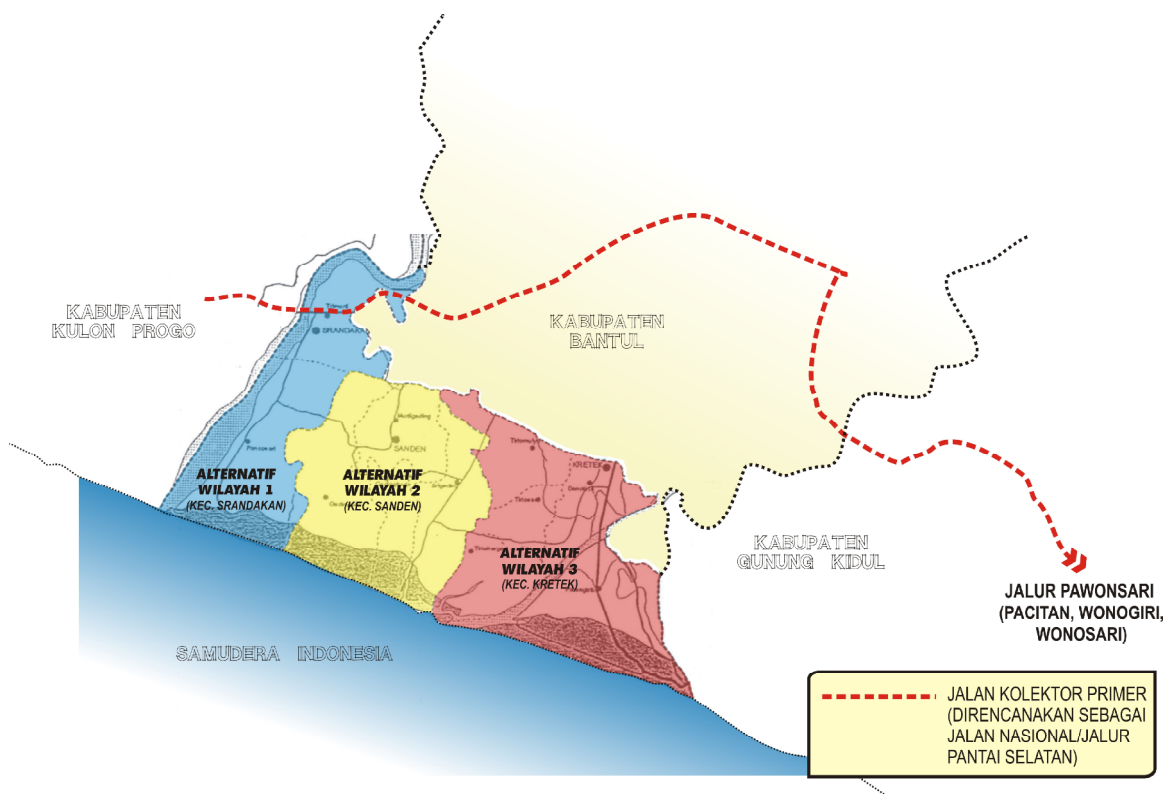 KABUPATEN
KULON PROGO
SRANDAKAN
KABUPATEN
BANTUL
SANDEN
KRETEK
ALTERNATIF
WILAYAH 1
(KEC. SRANDAKAN)
ALTERNATIF
WILAYAH 2
(KEC. SANDEN)
ALTERNATIF
WILAYAH 3
(KEC. KRETEK)
KABUPATEN
GUNUNG KIDUL
JALUR PAWONSARI
(PACITAN, WONOGIRI,
WONOSARI)
SAMUDERA INDONESIA
JALAN KOLEKTOR PRIMER
(DIRENCANAKAN SEBAGAI
JALAN NASIONAL/JALUR
PANTAI SELATAN)